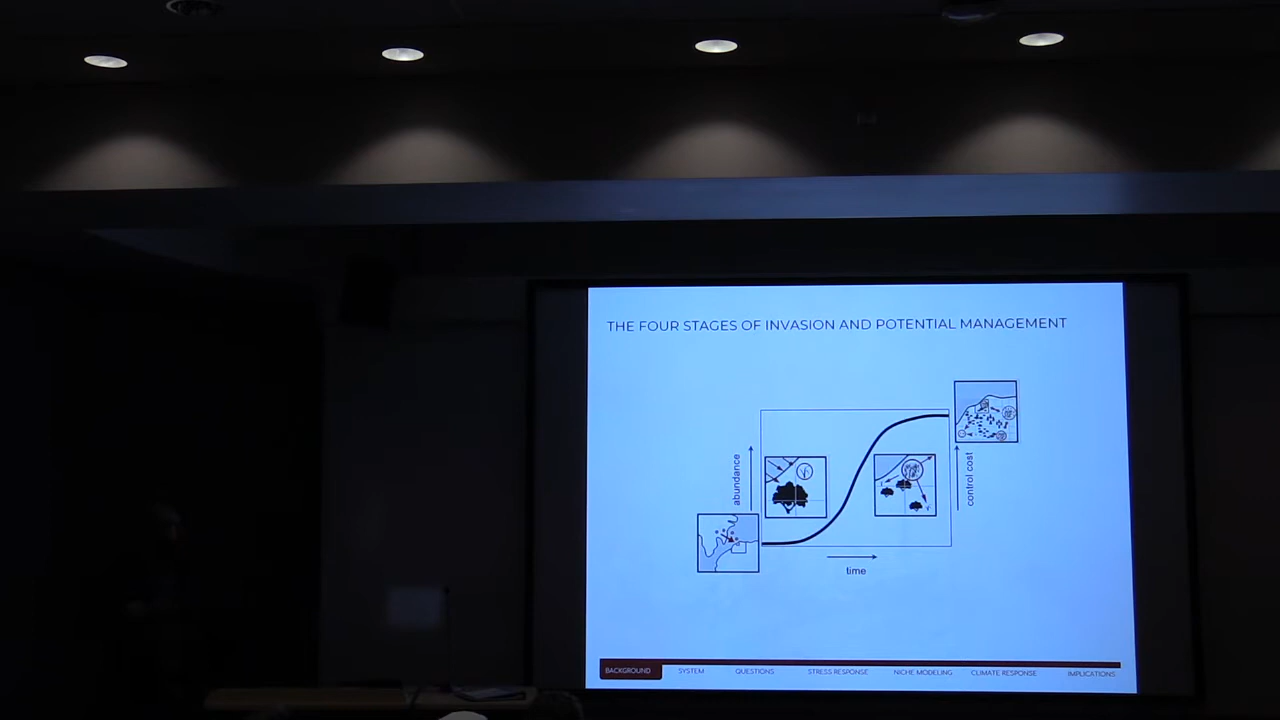 THE FOUR STAGES OF INVASION AND POTENTIAL MANAGEMENT
abundance
control cost
time
BACKGROUND SYSTEM QUESTIONS STRESS RESPONSE NICHE MODELING CLIMATE RESPONSE IMPLICATIONS